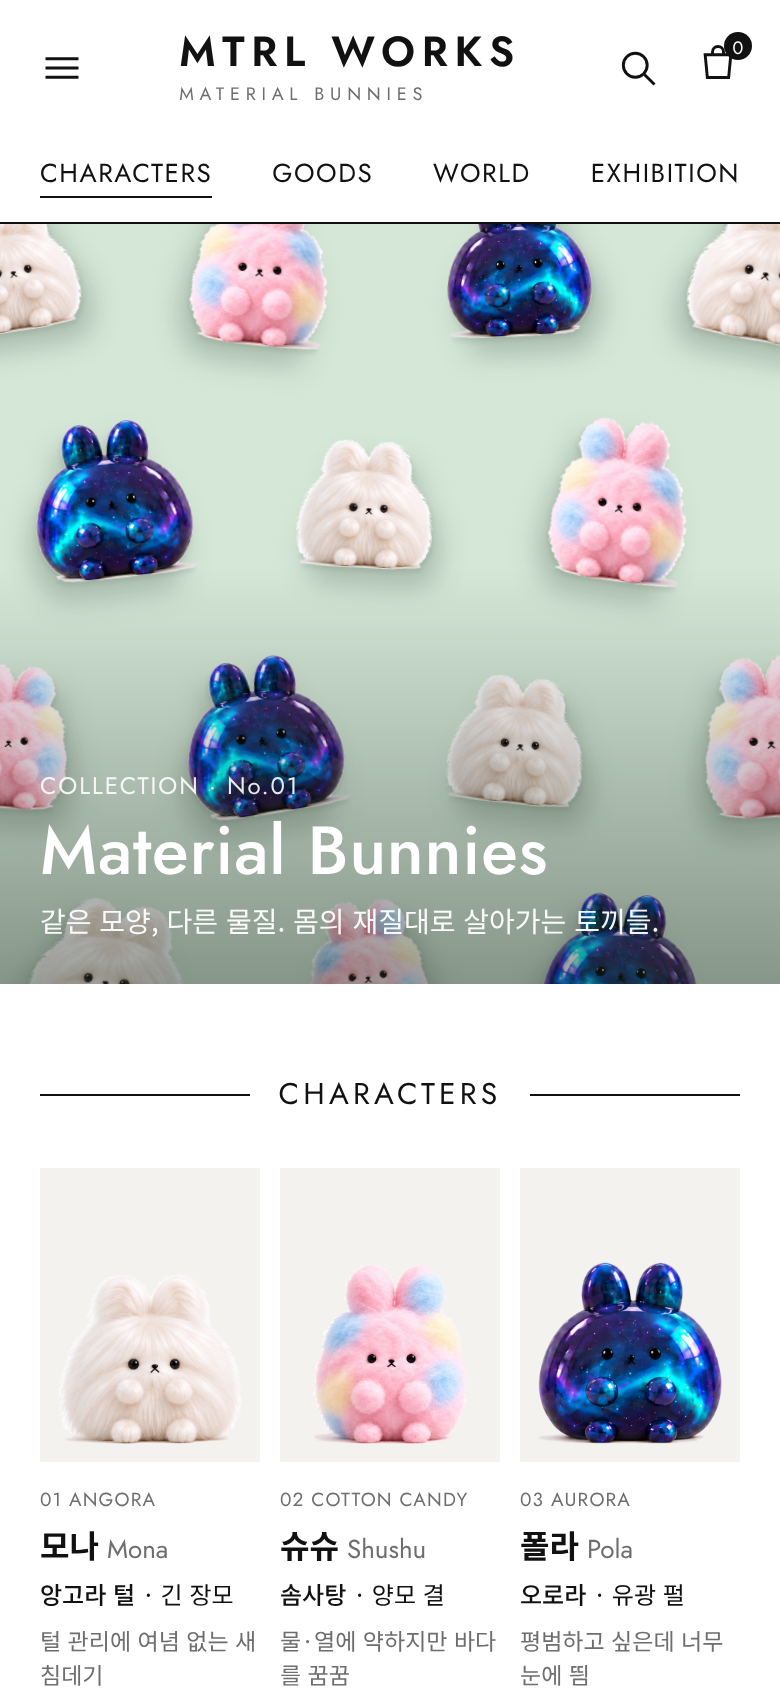 MTRL WORKS
MATERIAL BUNNIES
0
CHARACTERS GOODS WORLD EXHIBITION
COLLECTION · No.01
Material Bunnies
같은 모양, 다른 물질. 몸의 재질대로 살아가는 토끼들.
CHARACTERS
01 ANGORA
모나 Mona
앙고라 털 · 긴 장모
털 관리에 여념 없는 새
침데기
02 COTTON CANDY
슈슈 Shushu
솜사탕 · 양모 결
물·열에 약하지만 바다
를 꿈꿈
03 AURORA
폴라 Pola
오로라 · 유광 펄
평범하고 싶은데 너무
눈에 띔